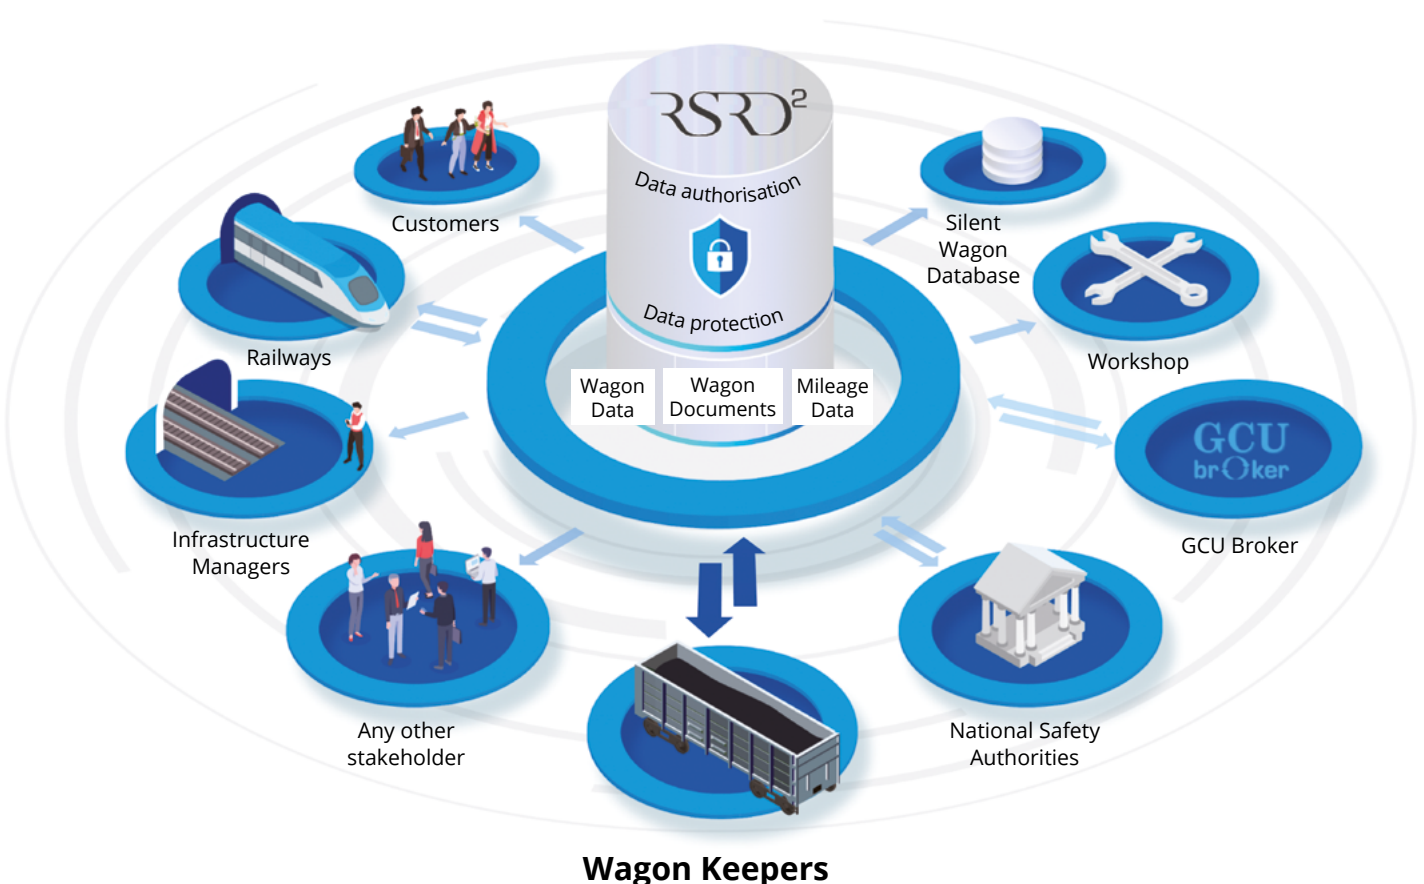 RSRD²
Data authorisation
Data protection
Wagon
Data
Wagon
Documents
Mileage
Data
Customers
Silent
Wagon
Database
Railways
Workshop
Infrastructure
Managers
GCU
broker
GCU Broker
Any other
stakeholder
National Safety
Authorities
Wagon Keepers